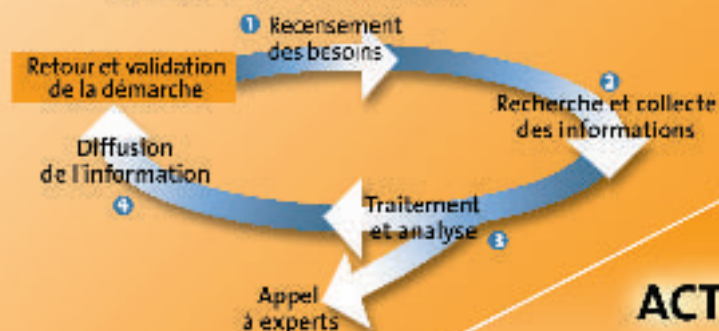 1 Recensement
des besoins
Retour et validation
de la démarche
2
Recherche et collecte
des informations
Diffusion
de l'information
4
Traitement
et analyse 3
Appel
à experts
ACT